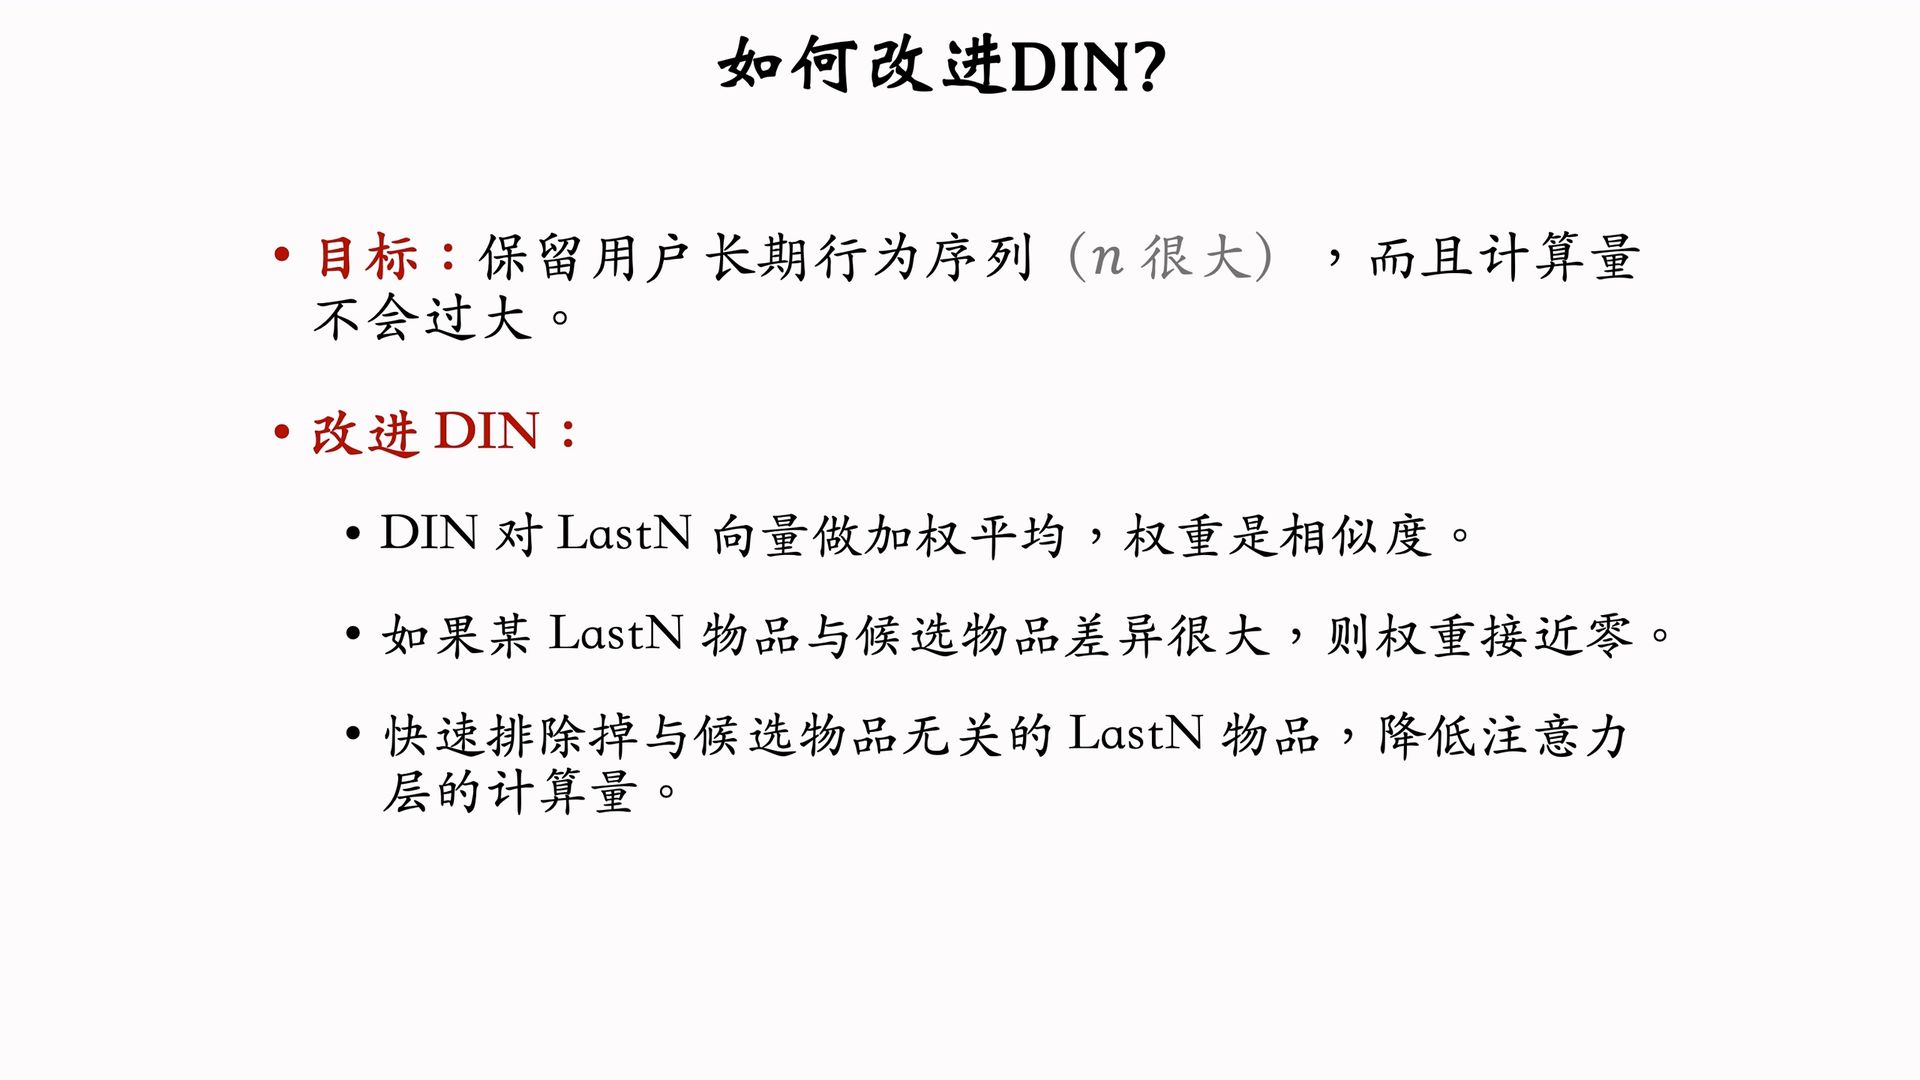 如何改进DIN?
• 目标：保留用户长期行为序列（n 很大），而且计算量
不会过大。
• 改进 DIN：
• DIN 对 LastN 向量做加权平均，权重是相似度。
• 如果某 LastN 物品与候选物品差异很大，则权重接近零。
• 快速排除掉与候选物品无关的 LastN 物品，降低注意力
层的计算量。